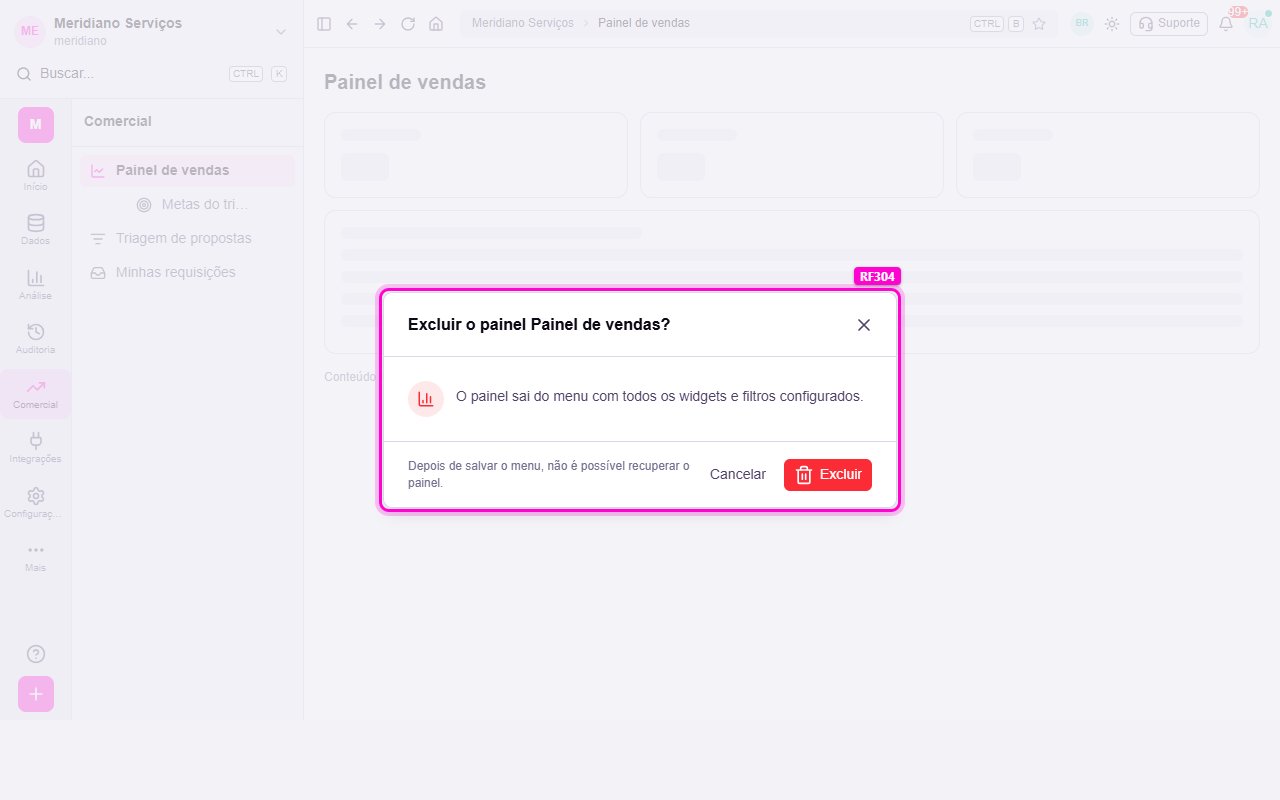 ME
Meridiano Serviços
meridiano
Buscar...
CTRL
K
Meridiano Serviços
Painel de vendas
CTRL
B
BR
Suporte
99+
RA
M
Início
Dados
Análise
Auditoria
Comercial
Integrações
Configuraç...
Mais
Comercial
Painel de vendas
Metas do tri...
Triagem de propostas
Minhas requisições
Painel de vendas
Conteúdo
RF304
Excluir o painel Painel de vendas?
O painel sai do menu com todos os widgets e filtros configurados.
Depois de salvar o menu, não é possível recuperar o
painel.
Cancelar
Excluir